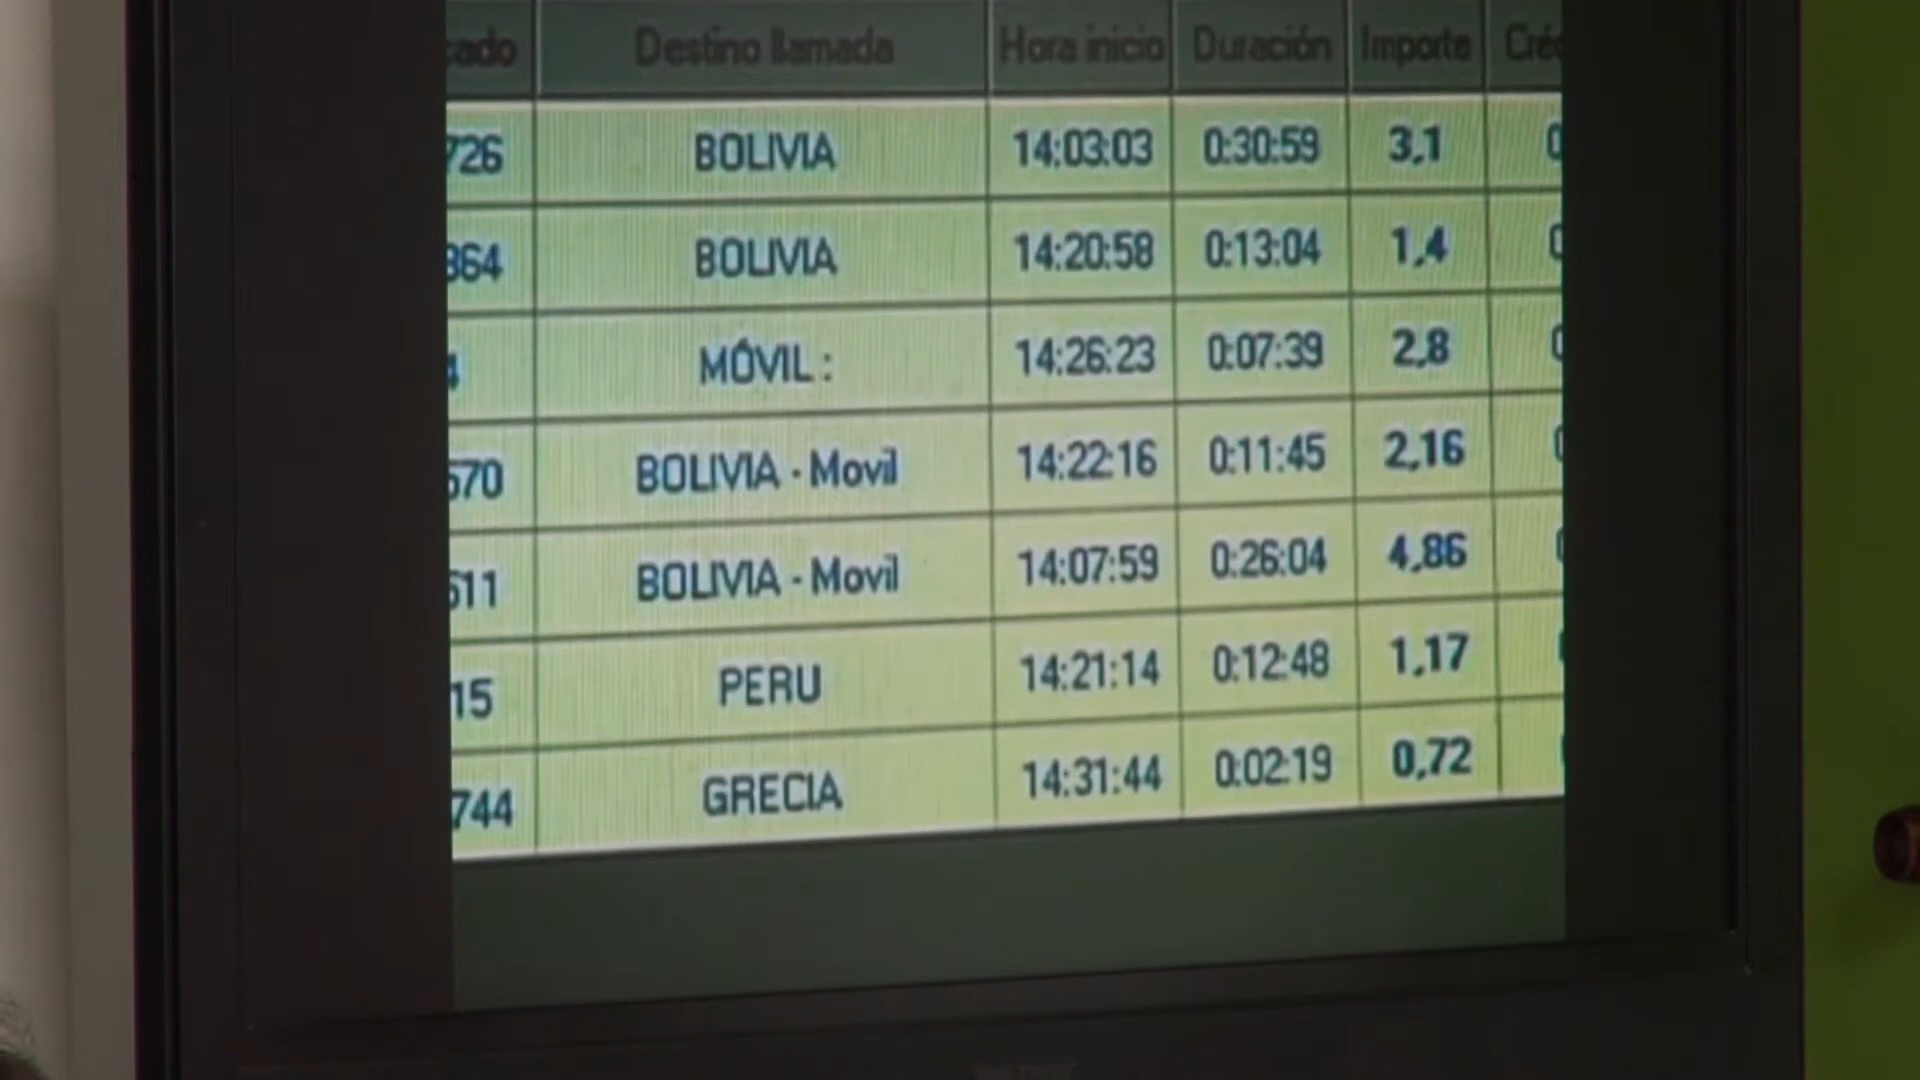 Destino llamada Hora inicio Duración Importe
726 BOLIVIA 14:03:03 0:30:59 3,1
864 BOLIVIA 14:20:58 0:13:04 1,4
4 MÓVIL : 14:26:23 0:07:39 2,8
570 BOLIVIA - Movil 14:22:16 0:11:45 2,16
511 BOLIVIA - Movil 14:07:59 0:26:04 4,86
15 PERU 14:21:14 0:12:48 1,17
744 GRECIA 14:31:44 0:02:19 0,72